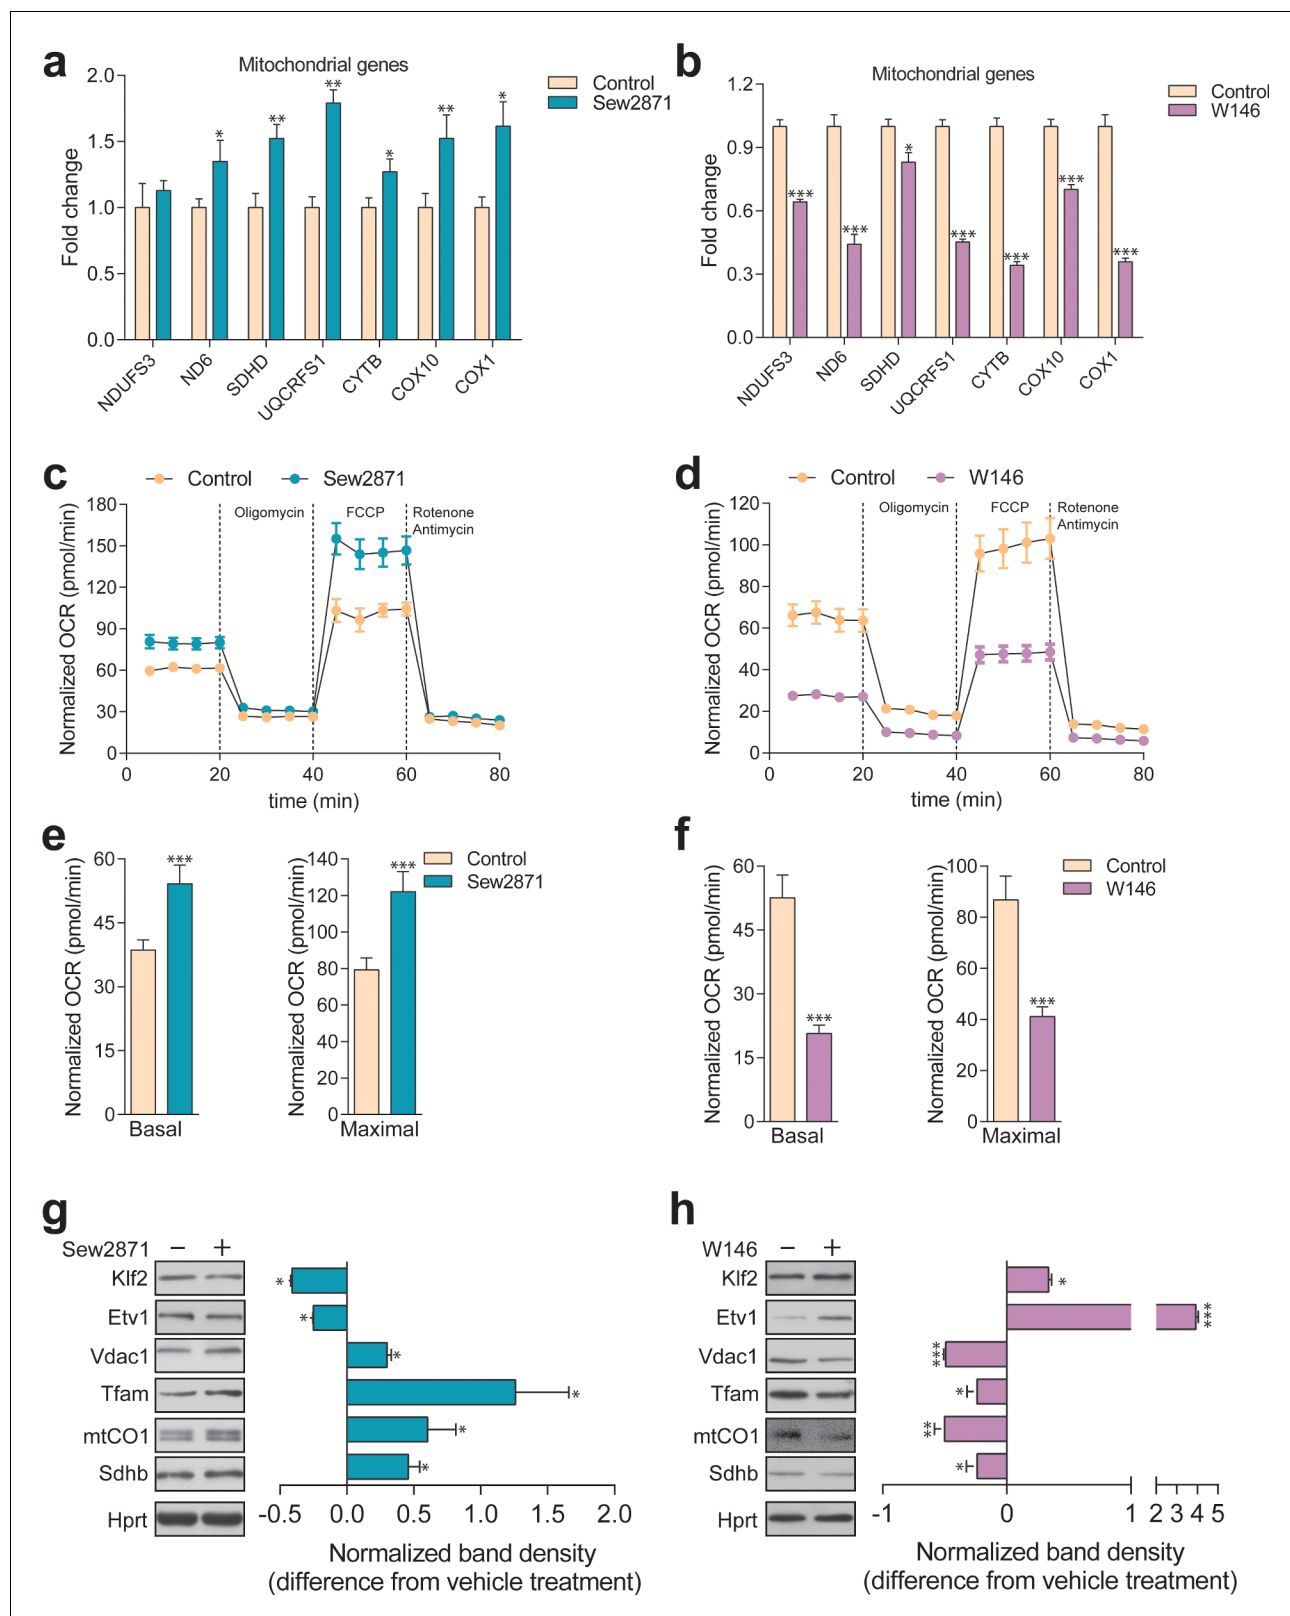 a
Mitochondrial genes
Control
Sew2871
Fold change
2.0
1.5
1.0
0.5
0.0
* ** ** * ** *
NDUFS3 ND6 SDHD UQCRFS1 CYTB COX10 COX1
b
Mitochondrial genes
Control
W146
Fold change
1.2
0.9
0.6
0.3
0.0
*** *** * *** *** *** ***
NDUFS3 ND6 SDHD UQCRFS1 CYTB COX10 COX1
c
Control Sew2871
Normalized OCR (pmol/min)
180
150
120
90
60
30
0
Oligomycin FCCP Rotenone
Antimycin
0 20 40 60 80
time (min)
d
Control W146
Normalized OCR (pmol/min)
120
100
80
60
40
20
0
Oligomycin FCCP Rotenone
Antimycin
0 20 40 60 80
time (min)
e
Normalized OCR (pmol/min)
60
45
30
15
0
***
Basal
Normalized OCR (pmol/min)
140
120
100
80
60
40
20
0
***
Maximal
Control
Sew2871
f
Normalized OCR (pmol/min)
60
45
30
15
0
***
Basal
Normalized OCR (pmol/min)
100
80
60
40
20
0
***
Maximal
Control
W146
g
Sew2871 − +
Klf2 *
Etv1 *
Vdac1 *
Tfam *
mtCO1 *
Sdhb *
Hprt
-0.5 0.0 0.5 1.0 1.5 2.0
Normalized band density
(difference from vehicle treatment)
h
W146 − +
Klf2 *
Etv1 ***
Vdac1 ***
Tfam *
mtCO1 **
Sdhb *
Hprt
-1 0 1 2 3 4 5
Normalized band density
(difference from vehicle treatment)